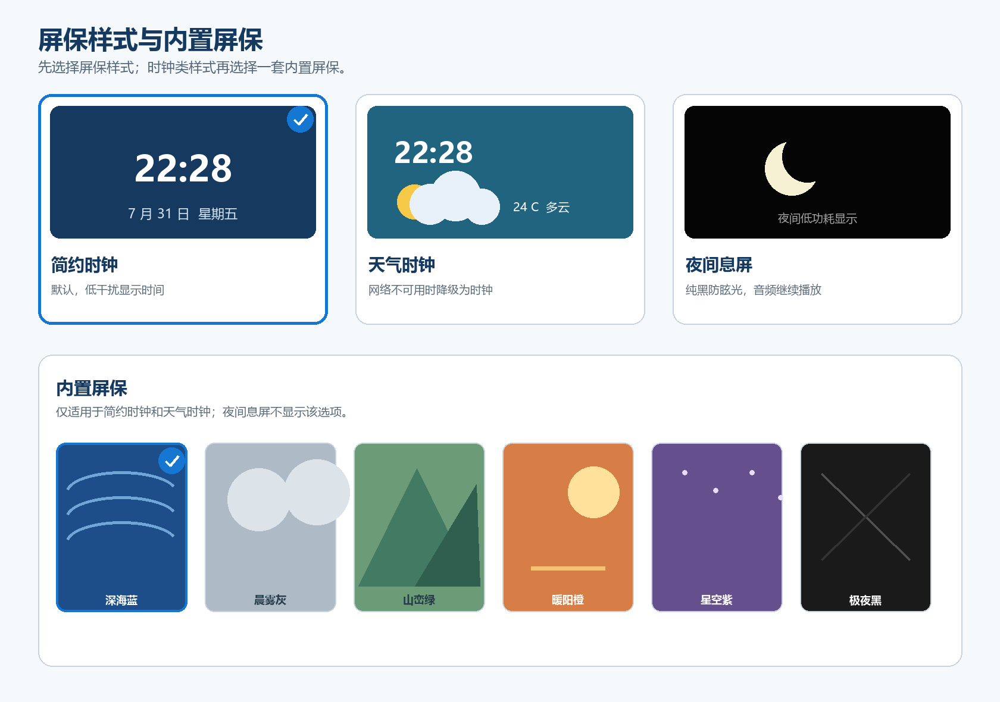 屏保样式与内置屏保
先选择屏保样式；时钟类样式再选择一套内置屏保。
22:28
7 月 31 日 星期五
简约时钟
默认，低干扰显示时间
22:28
24 C 多云
天气时钟
网络不可用时降级为时钟
夜间低功耗显示
夜间息屏
纯黑防眩光，音频继续播放
内置屏保
仅适用于简约时钟和天气时钟；夜间息屏不显示该选项。
深海蓝
晨雾灰
山峦绿
暖阳橙
星空紫
极夜黑